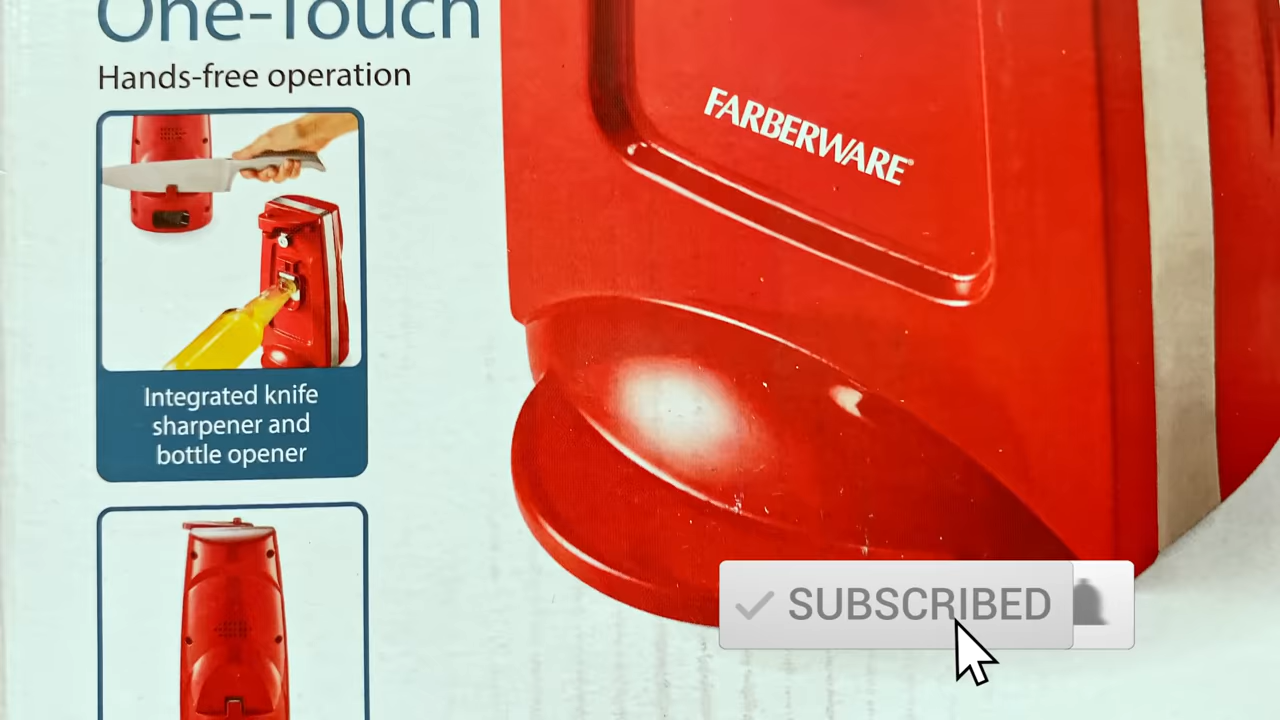 One-Touch
Hands-free operation
FARBERWARE®
Integrated knife
sharpener and
bottle opener
SUBSCRIBED